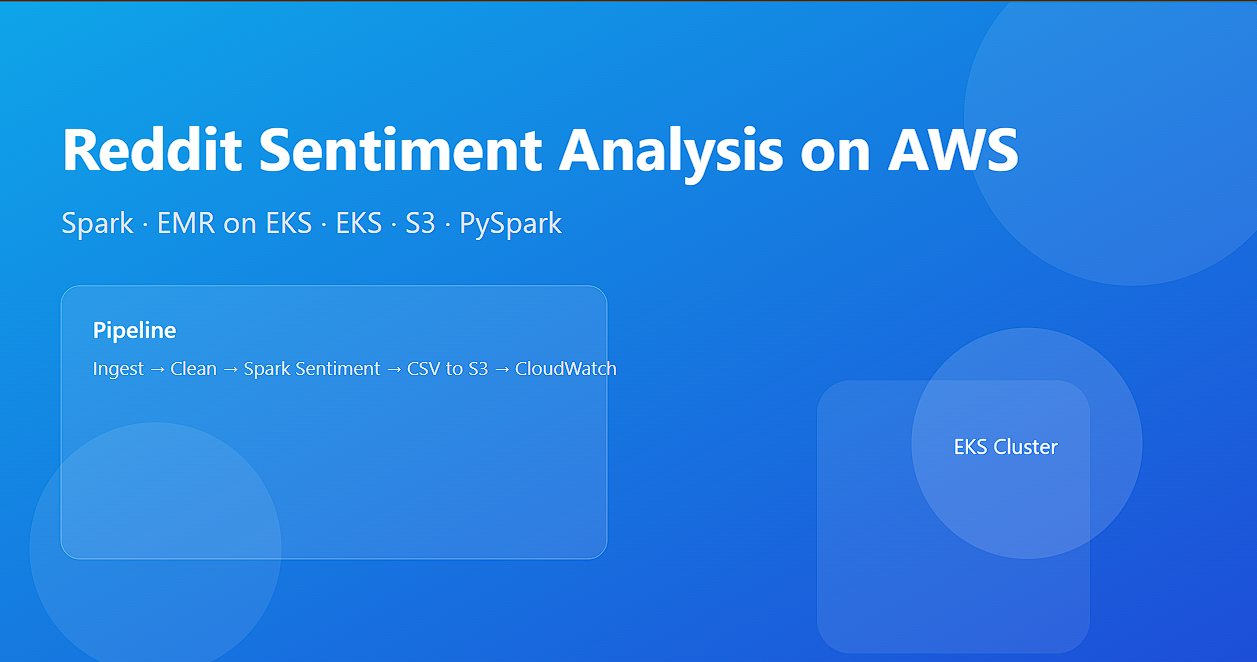 Reddit Sentiment Analysis on AWS
Spark · EMR on EKS · EKS · S3 · PySpark
Pipeline
Ingest → Clean → Spark Sentiment → CSV to S3 → CloudWatch
EKS Cluster